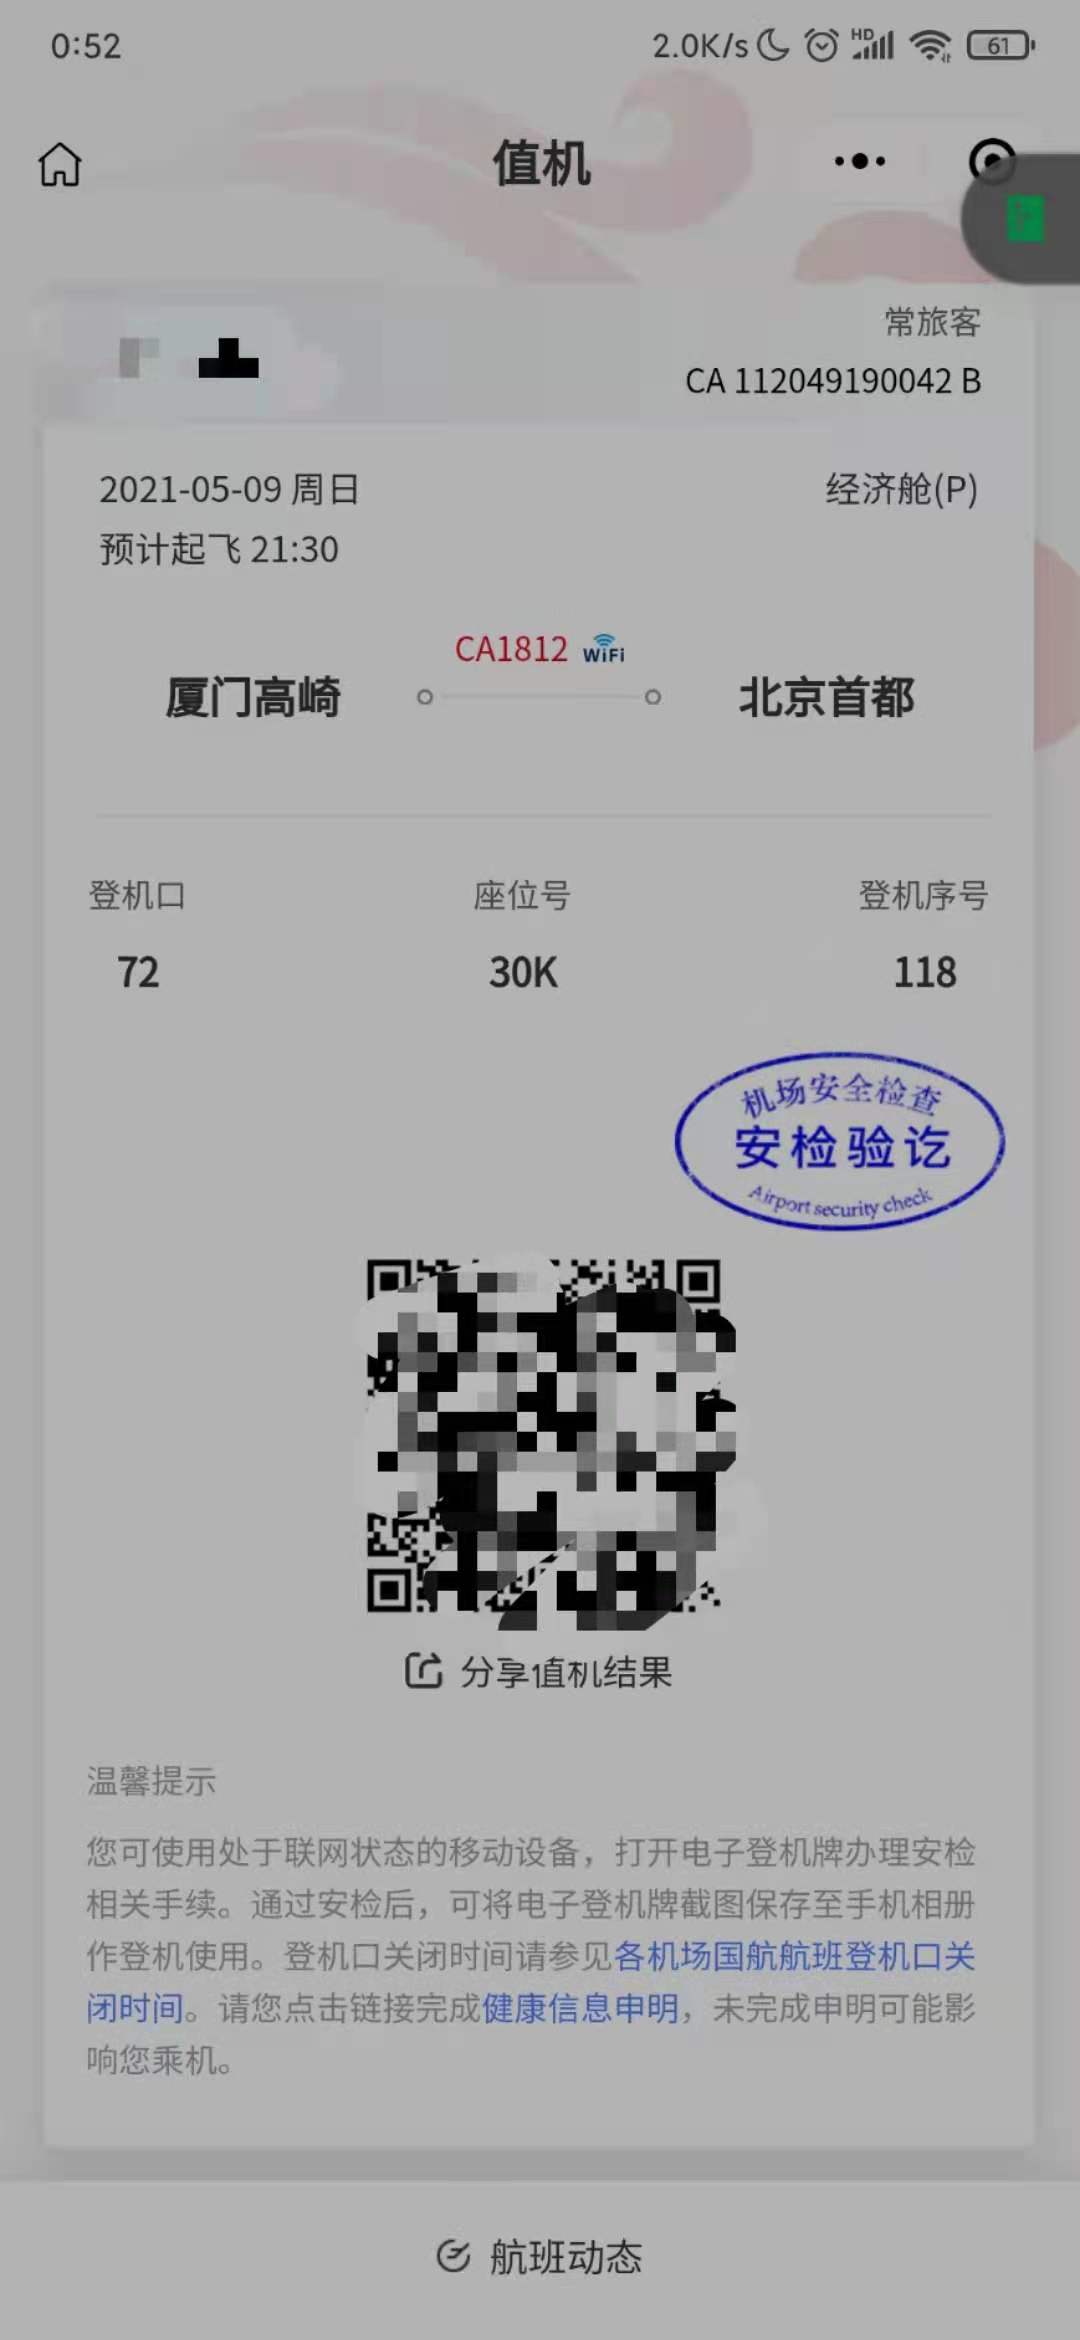 0:52
2.0K/s HD 61
值机
常旅客
CA 112049190042 B
2021-05-09 周日
经济舱(P)
预计起飞 21:30
CA1812 WiFi
厦门高崎
北京首都
登机口 座位号 登机序号
72 30K 118
机场安全检查
安检验讫
Airport security check
分享值机结果
温馨提示
您可使用处于联网状态的移动设备，打开电子登机牌办理安检
相关手续。通过安检后，可将电子登机牌截图保存至手机相册
作登机使用。登机口关闭时间请参见各机场国航航班登机口关
闭时间。请您点击链接完成健康信息申明，未完成申明可能影
响您乘机。
航班动态